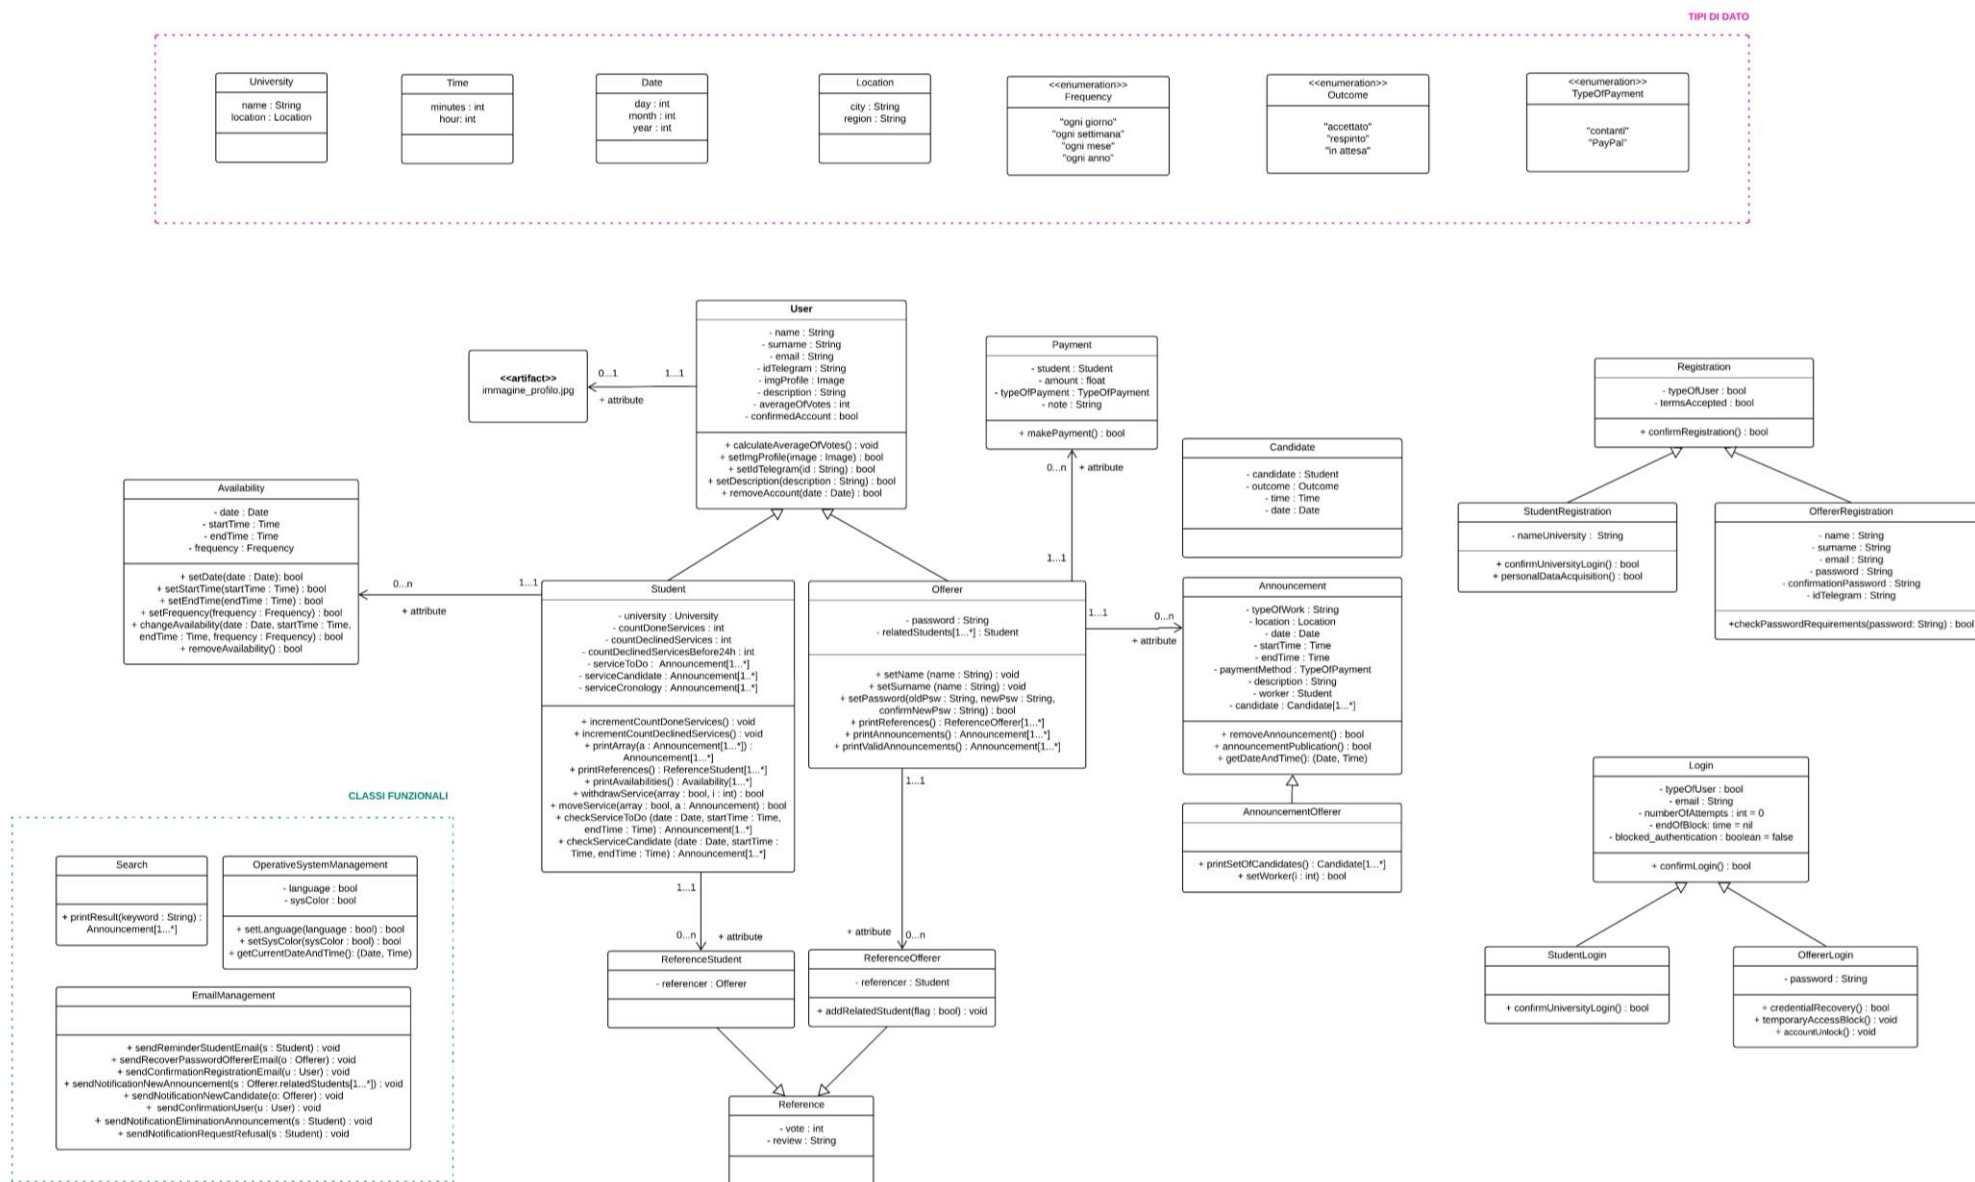 TIPI DI DATO
University
name : String
location : Location
Time
minutes : int
hour: int
Date
day : int
month : int
year : int
Location
city : String
region : String
<<enumeration>>
Frequency
"ogni giorno"
"ogni settimana"
"ogni mese"
"ogni anno"
<<enumeration>>
Outcome
"accettato"
"respinto"
"in attesa"
<<enumeration>>
TypeOfPayment
"contanti"
"PayPal"
User
- name : String
- surname : String
- email : String
- idTelegram : String
- imgProfile : Image
- description : String
- averageOfVotes : int
- confirmedAccount : bool
+ calculateAverageOfVotes() : void
+ setImgProfile(image : Image) : bool
+ setIdTelegram(id : String) : bool
+ setDescription(description : String) : bool
+ removeAccount(date : Date) : bool
<<artifact>>
immagine_profilo.jpg
0...1
1...1
+ attribute
Payment
- student : Student
- amount : float
- typeOfPayment : TypeOfPayment
- note : String
+ makePayment() : bool
0...n
+ attribute
1...1
Candidate
- candidate : Student
- outcome : Outcome
- time : Time
- date : Date
Registration
- typeOfUser : bool
- termsAccepted : bool
+ confirmRegistration() : bool
StudentRegistration
- nameUniversity : String
+ confirmUniversityLogin() : bool
+ personalDataAcquisition() : bool
OffererRegistration
- name : String
- surname : String
- email : String
- password : String
- confirmationPassword : String
- idTelegram : String
+checkPasswordRequirements(password: String) : bool
Availability
- date : Date
- startTime : Time
- endTime : Time
- frequency : Frequency
+ setDate(date : Date): bool
+ setStartTime(startTime : Time) : bool
+ setEndTime(endTime : Time) : bool
+ setFrequency(frequency : Frequency) : bool
+ changeAvailability(date : Date, startTime : Time,
endTime : Time, frequency : Frequency) : bool
+ removeAvailability() : bool
0...n
1...1
+ attribute
Student
- university : University
- countDoneServices : int
- countDeclinedServices : int
- countDeclinedServicesBefore24h : int
- serviceToDo : Announcement[1...*]
- serviceCandidate : Announcement[1..*]
- serviceCronology : Announcement[1..*]
+ incrementCountDoneServices() : void
+ incrementCountDeclinedServices() : void
+ printArray(a : Announcement[1...*]) :
Announcement[1...*]
+ printReferences() : ReferenceStudent[1...*]
+ printAvailabilities() : Availability[1...*]
+ withdrawService(array : bool, i : int) : bool
+ moveService(array : bool, a : Announcement) : bool
+ checkServiceToDo (date : Date, startTime : Time,
endTime : Time) : Announcement[1..*]
+ checkServiceCandidate (date : Date, startTime :
Time, endTime : Time) : Announcement[1..*]
Offerer
- password : String
- relatedStudents[1...*] : Student
+ setName (name : String) : void
+ setSurname (name : String) : void
+ setPassword(oldPsw : String, newPsw : String,
confirmNewPsw : String) : bool
+ printReferences() : ReferenceOfferer[1...*]
+ printAnnouncements() : Announcement[1...*]
+ printValidAnnouncements() : Announcement[1...*]
1...1
0...n
+ attribute
Announcement
- typeOfWork : String
- location : Location
- date : Date
- startTime : Time
- endTime : Time
- paymentMethod : TypeOfPayment
- description : String
- worker : Student
- candidate : Candidate[1...*]
+ removeAnnouncement() : bool
+ announcementPublication() : bool
+ getDateAndTime(): (Date, Time)
AnnouncementOfferer
+ printSetOfCandidates() : Candidate[1...*]
+ setWorker(i : int) : bool
Login
- typeOfUser : bool
- email : String
- numberOfAttempts : int = 0
- endOfBlock: time = nil
- blocked_authentication : boolean = false
+ confirmLogin() : bool
StudentLogin
+ confirmUniversityLogin() : bool
OffererLogin
- password : String
+ credentialRecovery() : bool
+ temporaryAccessBlock() : void
+ accountUnlock() : void
CLASSI FUNZIONALI
Search
+ printResult(keyword : String) :
Announcement[1...*]
OperativeSystemManagement
- language : bool
- sysColor : bool
+ setLanguage(language : bool) : bool
+ setSysColor(sysColor : bool) : bool
+ getCurrentDateAndTime(): (Date, Time)
EmailManagement
+ sendReminderStudentEmail(s : Student) : void
+ sendRecoverPasswordOffererEmail(o : Offerer) : void
+ sendConfirmationRegistrationEmail(u : User) : void
+ sendNotificationNewAnnouncement(s : Offerer.relatedStudents[1...*]) : void
+ sendNotificationNewCandidate(o: Offerer) : void
+ sendConfirmationUser(u : User) : void
+ sendNotificationEliminationAnnouncement(s : Student) : void
+ sendNotificationRequestRefusal(s : Student) : void
1...1
0...n
+ attribute
1...1
+ attribute
0...n
ReferenceStudent
- referencer : Offerer
ReferenceOfferer
- referencer : Student
+ addRelatedStudent(flag : bool) : void
Reference
- vote : int
- review : String